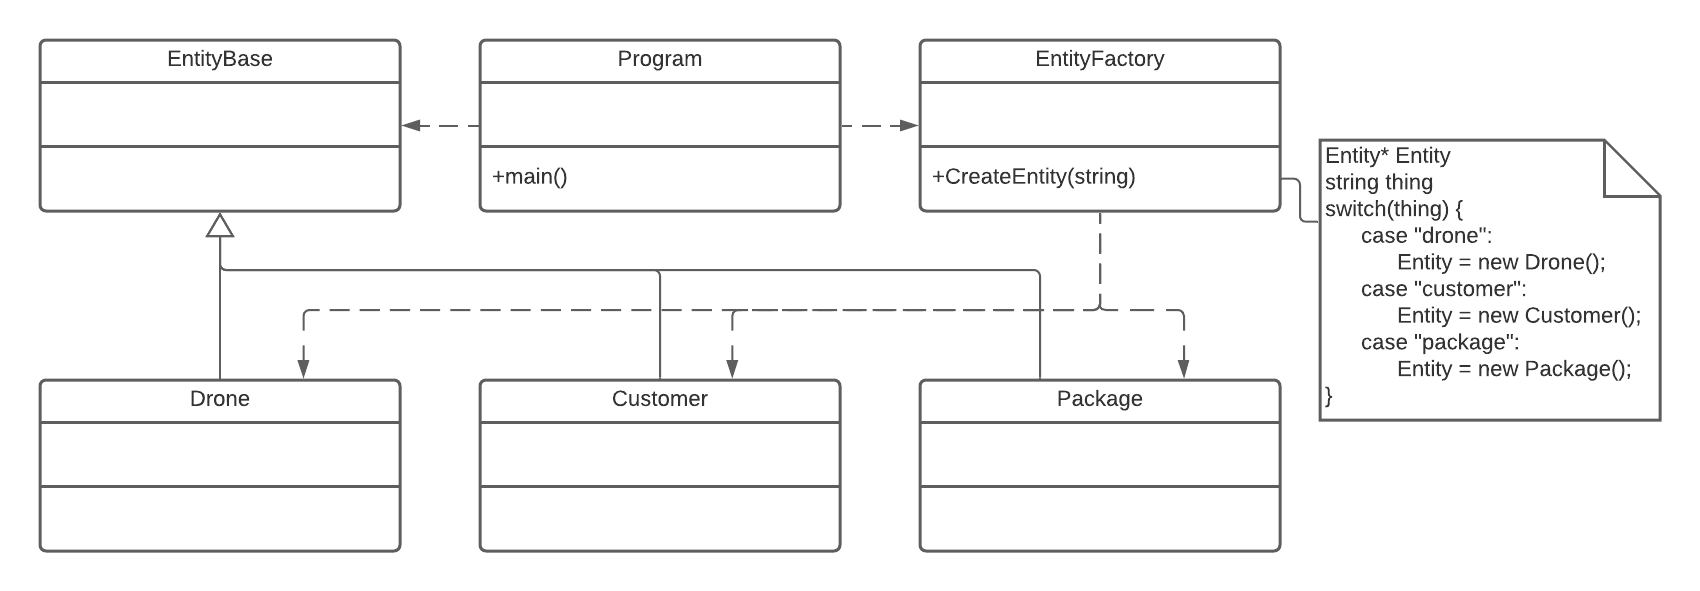 EntityBase
Program
EntityFactory
+main()
+CreateEntity(string)
Entity* Entity
string thing
switch(thing) {
case "drone":
Entity = new Drone();
case "customer":
Entity = new Customer();
case "package":
Entity = new Package();
}
Drone
Customer
Package